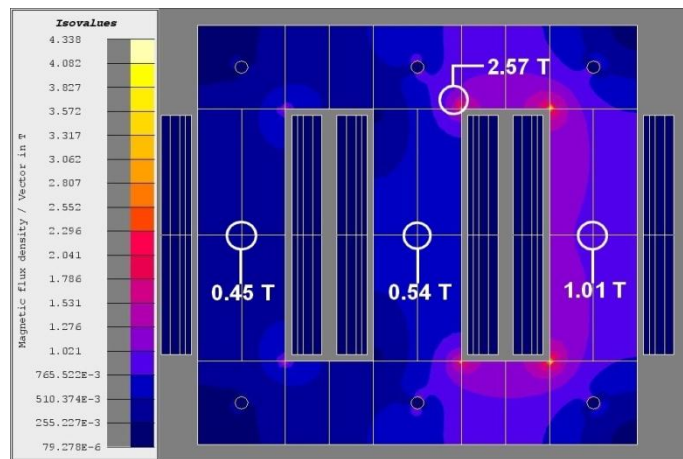 Isovalues
4.338
4.082
3.827
3.572
3.317
3.062
2.807
2.552
2.296
2.041
1.786
1.531
1.276
1.021
765.522E-3
510.374E-3
255.227E-3
79.278E-6
Magnetic flux density / Vector in T
2.57 T
0.45 T
0.54 T
1.01 T